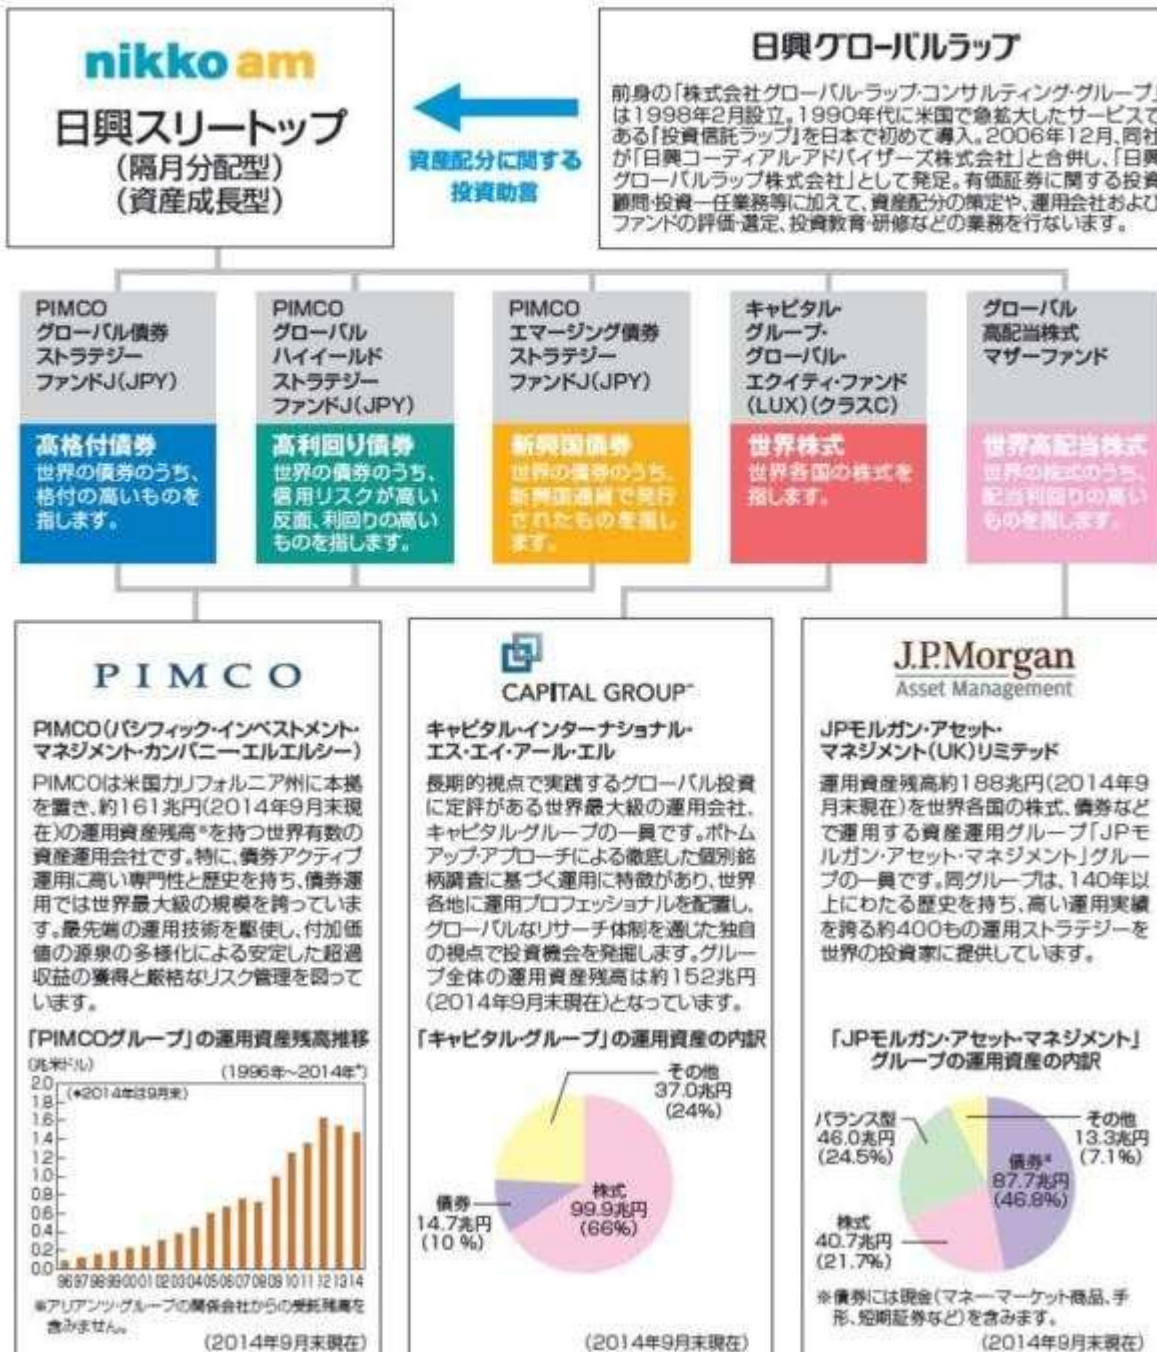 nikko am
日興スリートップ
(隔月分配型)
(資産成長型)
資産配分に関する
投資助言
日興グローバルラップ
前身の「株式会社グローバル・ラップ・コンサルティング・グループ」
は1998年2月設立。1990年代に米国で急拡大したサービスで
ある『投資信託ラップ』を日本で初めて導入。2006年12月、同社
が「日興コーディアル・アドバイザーズ株式会社」と合併し、「日興
グローバルラップ株式会社」として発足。有価証券に関する投資
顧問・投資一任業務等に加えて、資産配分の策定や、運用会社および
ファンドの評価・選定、投資教育・研修などの業務を行ないます。
PIMCO
グローバル債券
ストラテジー
ファンドJ(JPY)
高格付債券
世界の債券のうち、
格付の高いものを
指します。
PIMCO
グローバル
ハイイールド
ストラテジー
ファンドJ(JPY)
高利回り債券
世界の債券のうち、
信用リスクが高い
反面、利回りの高い
ものを指します。
PIMCO
エマージング債券
ストラテジー
ファンドJ(JPY)
新興国債券
世界の債券のうち、
新興国通貨で発行
されたものを指し
ます。
キャピタル・
グループ・
グローバル・
エクイティ・ファンド
(LUX)(クラスC)
世界株式
世界各国の株式を
指します。
グローバル
高配当株式
マザーファンド
世界高配当株式
世界の株式のうち、
配当利回りの高い
ものを指します。
PIMCO
PIMCO(パシフィック・インベストメント・
マネジメント・カンパニー・エルエルシー)
PIMCOは米国カリフォルニア州に本拠
を置き、約161兆円(2014年9月末現
在)の運用資産残高※を持つ世界有数の
資産運用会社です。特に、債券アクティブ
運用に高い専門性と歴史を持ち、債券運
用では世界最大級の規模を誇っていま
す。最先端の運用技術を駆使し、付加価
値の源泉の多様化による安定した超過
収益の獲得と厳格なリスク管理を図って
います。
「PIMCOグループ」の運用資産残高推移
(兆米ドル)
(1996年~2014年*)
(*2014年は9月末)
2.0
1.8
1.6
1.4
1.2
1.0
0.8
0.6
0.4
0.2
0.0
96 97 98 99 00 01 02 03 04 05 06 07 08 09 10 11 12 13 14
※アリアンツ・グループの関係会社からの受託残高を
含みません。
(2014年9月末現在)
CAPITAL GROUP℠
キャピタル・インターナショナル・
エス・エイ・アール・エル
長期的視点で実践するグローバル投資
に定評がある世界最大級の運用会社、
キャピタル・グループの一員です。ボトム
アップ・アプローチによる徹底した個別銘
柄調査に基づく運用に特徴があり、世界
各地に運用プロフェッショナルを配置し、
グローバルなリサーチ体制を通じた独自
の視点で投資機会を発掘します。グルー
プ全体の運用資産残高は約152兆円
(2014年9月末現在)となっています。
「キャピタル・グループ」の運用資産の内訳
その他
37.0兆円
(24%)
債券
14.7兆円
(10 %)
株式
99.9兆円
(66%)
(2014年9月末現在)
J.P.Morgan
Asset Management
JPモルガン・アセット・
マネジメント(UK)リミテッド
運用資産残高約188兆円(2014年9
月末現在)を世界各国の株式、債券など
で運用する資産運用グループ「JPモ
ルガン・アセット・マネジメント」グルー
プの一員です。同グループは、140年以
上にわたる歴史を持ち、高い運用実績
を誇る約400もの運用ストラテジーを
世界の投資家に提供しています。
「JPモルガン・アセット・マネジメント」
グループの運用資産の内訳
バランス型
46.0兆円
(24.5%)
その他
13.3兆円
(7.1%)
債券※
87.7兆円
(46.8%)
株式
40.7兆円
(21.7%)
※債券には現金(マネー・マーケット商品、手
形、短期証券など)を含みます。
(2014年9月末現在)